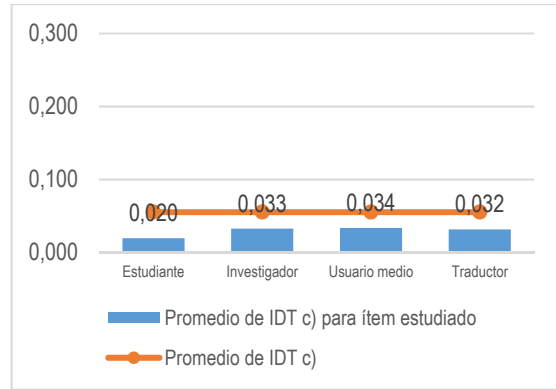 0,300
0,200
0,100
0,000
0,020
0,033
0,034
0,032
Estudiante
Investigador
Usuario medio
Traductor
Promedio de IDT c) para ítem estudiado
Promedio de IDT c)